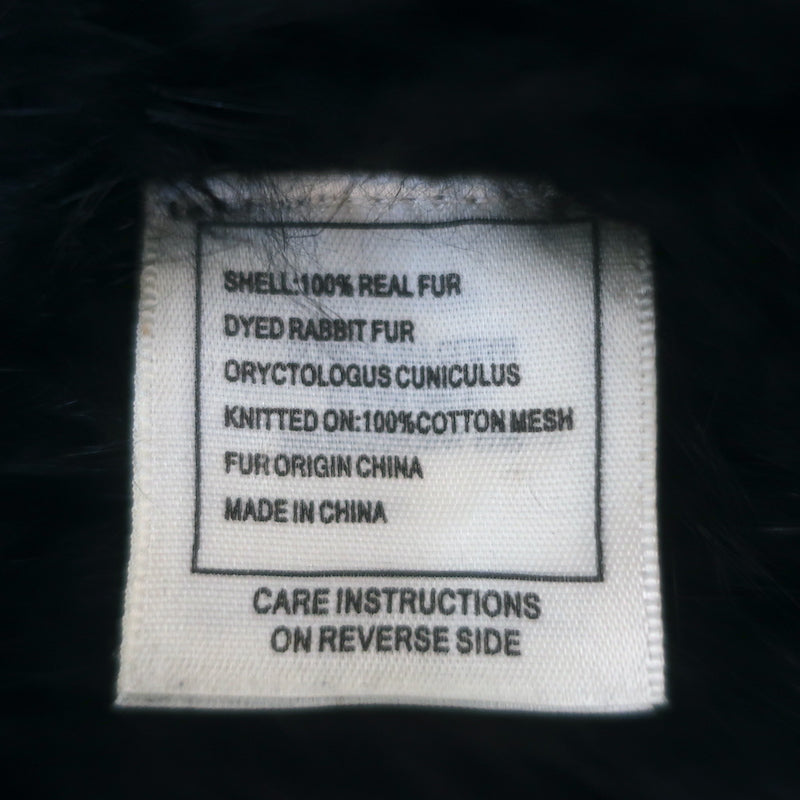 SHELL:100% REAL FUR
DYED RABBIT FUR
ORYCTOLOGUS CUNICULUS
KNITTED ON:100%COTTON MESH
FUR ORIGIN CHINA
MADE IN CHINA
CARE INSTRUCTIONS
ON REVERSE SIDE